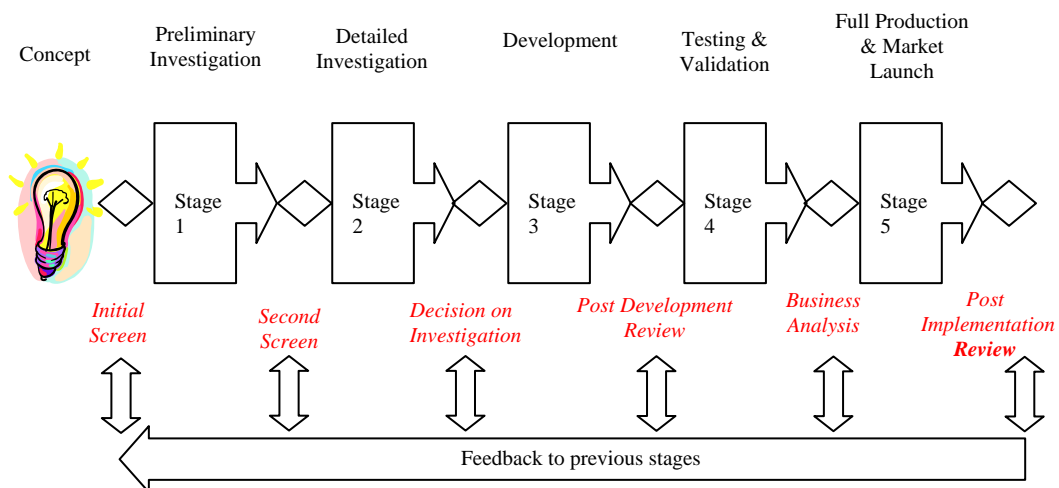 Concept
Preliminary
Investigation
Detailed
Investigation
Development
Testing &
Validation
Full Production
& Market
Launch
Stage
1
Stage
2
Stage
3
Stage
4
Stage
5
Initial
Screen
Second
Screen
Decision on
Investigation
Post Development
Review
Business
Analysis
Post
Implementation
Review
Feedback to previous stages